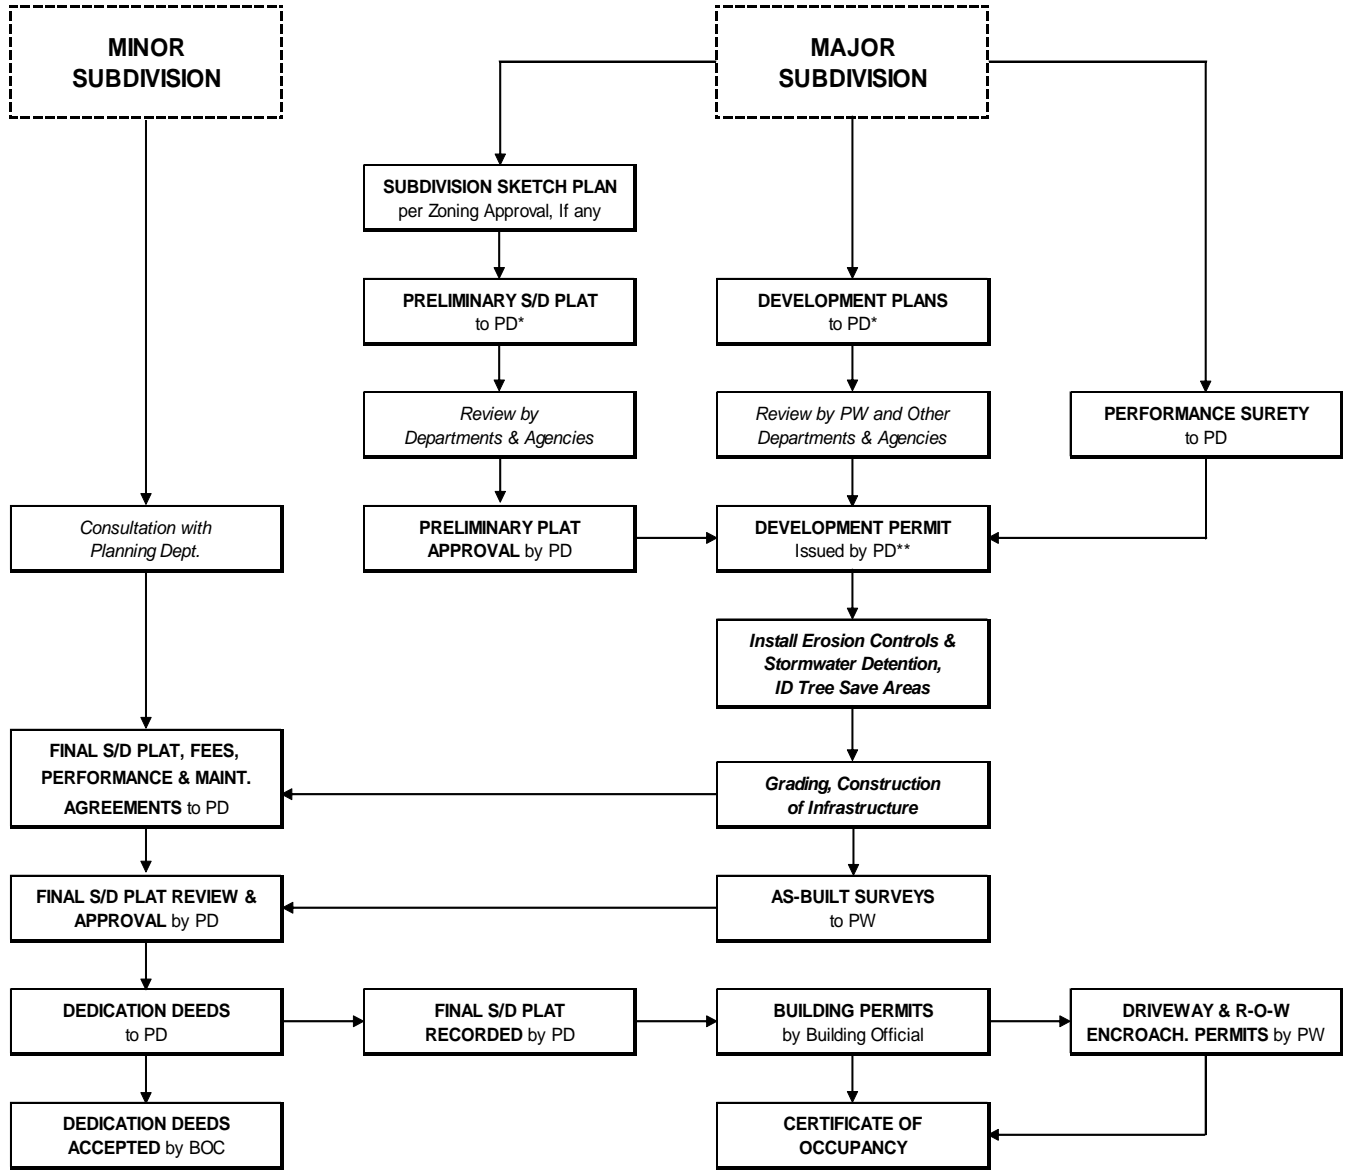 MINOR
SUBDIVISION
MAJOR
SUBDIVISION
SUBDIVISION SKETCH PLAN
per Zoning Approval, If any
PRELIMINARY S/D PLAT
to PD*
DEVELOPMENT PLANS
to PD*
Review by
Departments & Agencies
Review by PW and Other
Departments & Agencies
PERFORMANCE SURETY
to PD
Consultation with
Planning Dept.
PRELIMINARY PLAT
APPROVAL by PD
DEVELOPMENT PERMIT
Issued by PD**
Install Erosion Controls &
Stormwater Detention,
ID Tree Save Areas
FINAL S/D PLAT, FEES,
PERFORMANCE & MAINT.
AGREEMENTS to PD
Grading, Construction
of Infrastructure
FINAL S/D PLAT REVIEW &
APPROVAL by PD
AS-BUILT SURVEYS
to PW
DEDICATION DEEDS
to PD
FINAL S/D PLAT
RECORDED by PD
BUILDING PERMITS
by Building Official
DRIVEWAY & R-O-W
ENCROACH. PERMITS by PW
DEDICATION DEEDS
ACCEPTED by BOC
CERTIFICATE OF
OCCUPANCY